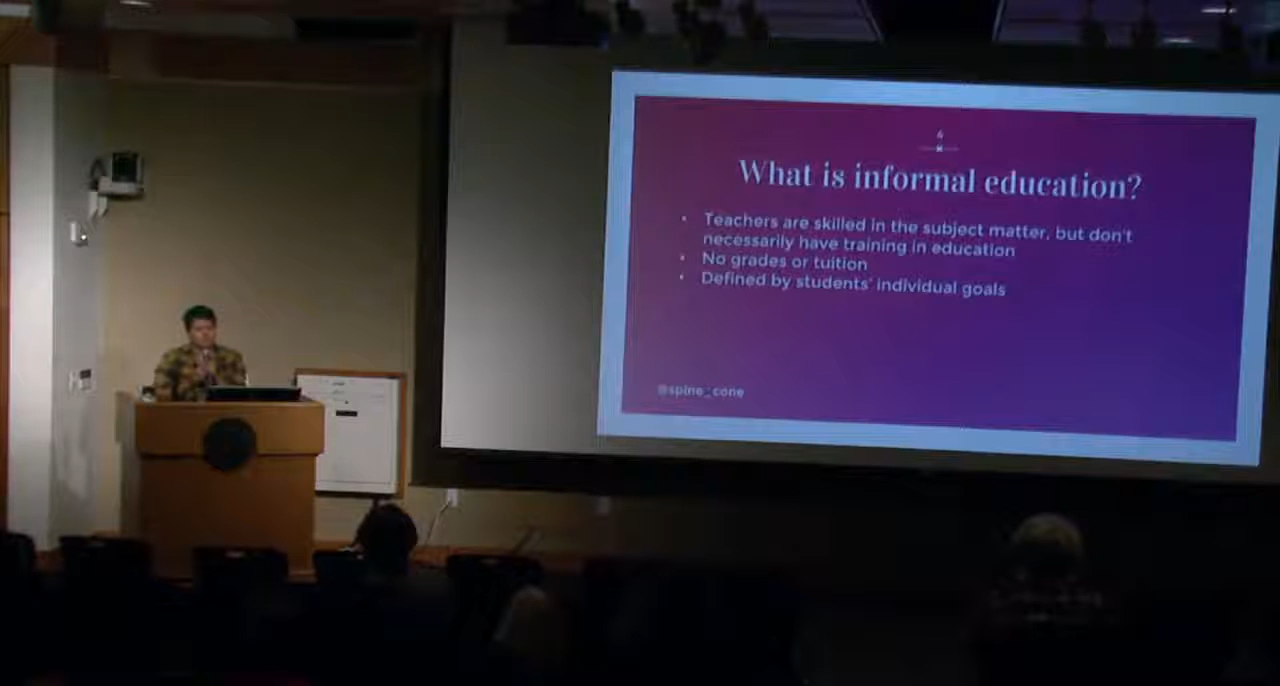 4
What is informal education?
• Teachers are skilled in the subject matter, but don't
necessarily have training in education
• No grades or tuition
• Defined by students' individual goals
@spine_cone